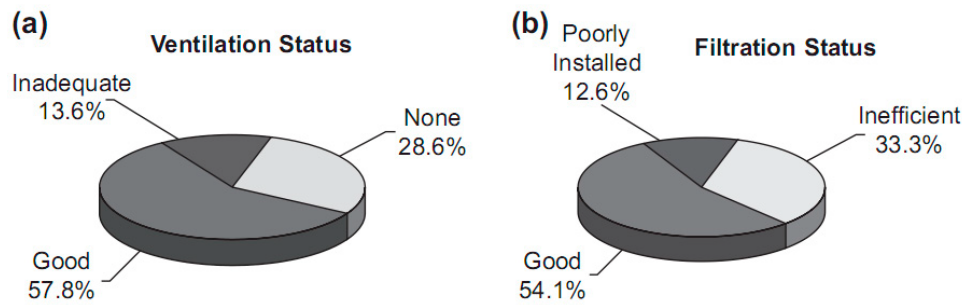 (a)
Ventilation Status
Inadequate
13.6%
None
28.6%
Good
57.8%
(b)
Filtration Status
Poorly
Installed
12.6%
Inefficient
33.3%
Good
54.1%